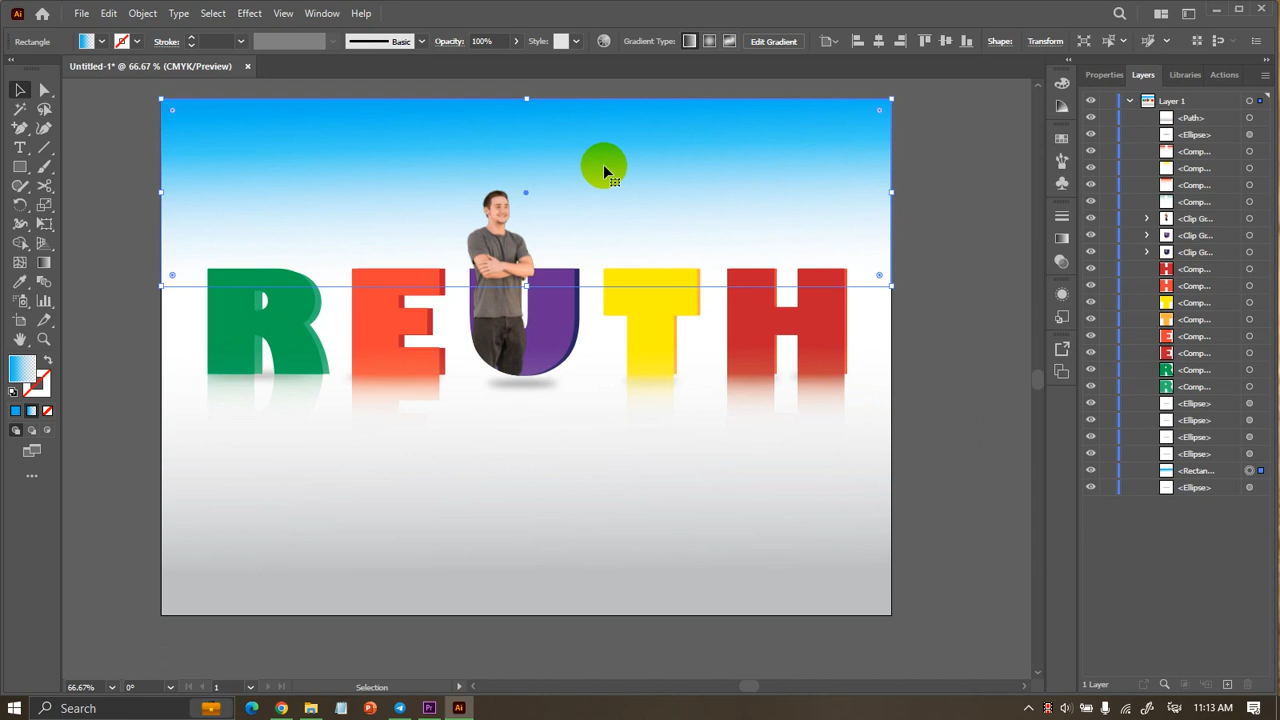 Ai File Edit Object Type Select Effect View Window Help
Rectangle Stroke: Basic Opacity: 100% Style: Gradient Type: Edit Gradient Shape: Transform
Untitled-1* @ 66.67 % (CMYK/Preview) ×
Properties Layers Libraries Actions
Layer 1
<Path>
<Ellipse>
<Comp...
<Comp...
<Comp...
<Comp...
<Clip Gr...
<Clip Gr...
<Clip Gr...
<Comp...
<Comp...
<Comp...
<Comp...
<Comp...
<Comp...
<Comp...
<Comp...
<Ellipse>
<Ellipse>
<Ellipse>
<Ellipse>
<Rectan...
<Ellipse>
REUTH
66.67% 0° 1 Selection
1 Layer
Search 11:13 AM